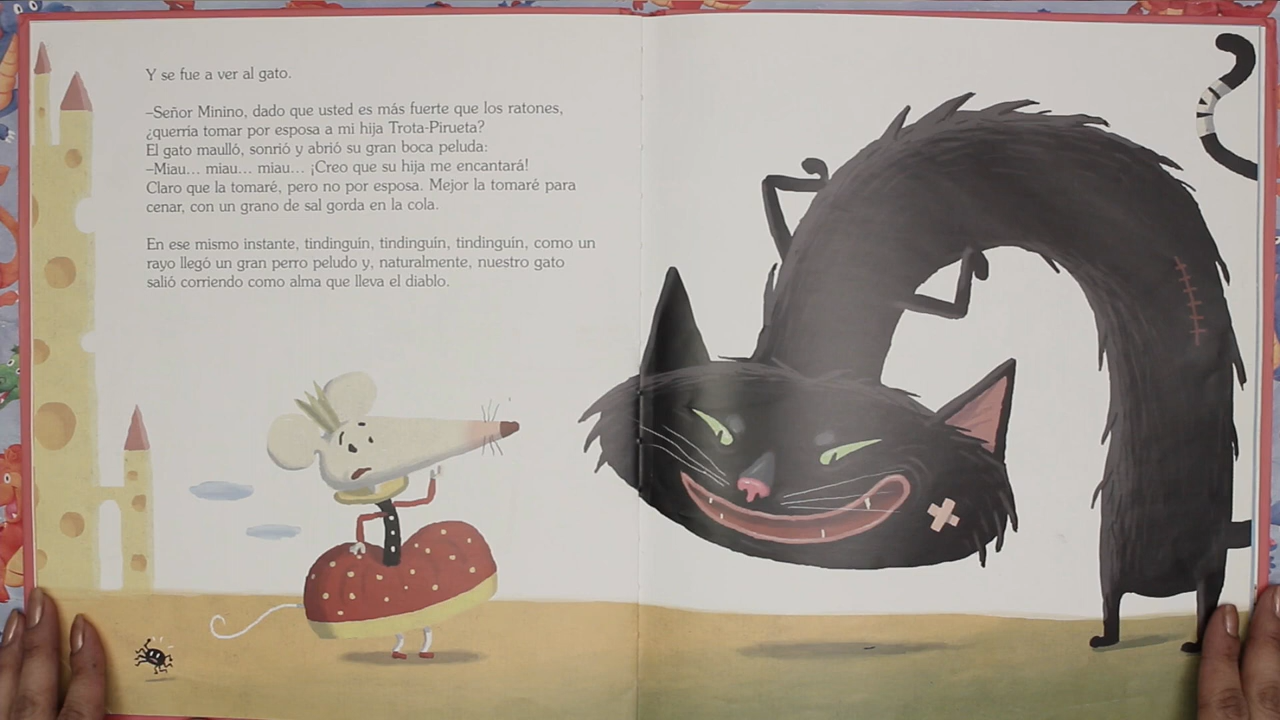 Y se fue a ver al gato.
–Señor Minino, dado que usted es más fuerte que los ratones,
¿querría tomar por esposa a mi hija Trota-Pirueta?
El gato maulló, sonrió y abrió su gran boca peluda:
–Miau... miau... miau... ¡Creo que su hija me encantará!
Claro que la tomaré, pero no por esposa. Mejor la tomaré para
cenar, con un grano de sal gorda en la cola.
En ese mismo instante, tindinguín, tindinguín, tindinguín, como un
rayo llegó un gran perro peludo y, naturalmente, nuestro gato
salió corriendo como alma que lleva el diablo.